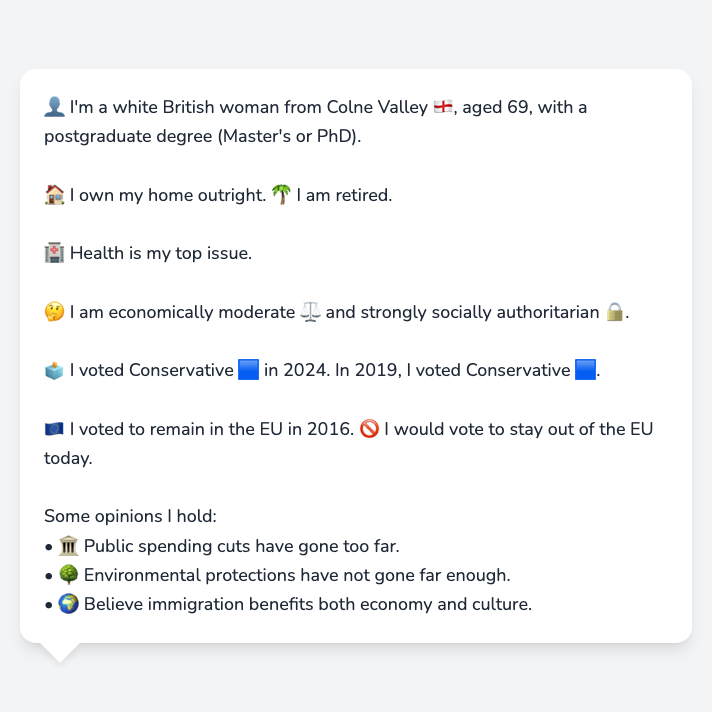 👤 I'm a white British woman from Colne Valley 🏴󠁧󠁢󠁥󠁮󠁧󠁿, aged 69, with a
postgraduate degree (Master's or PhD).
🏠 I own my home outright. 🌴 I am retired.
🏥 Health is my top issue.
🤔 I am economically moderate ⚖️ and strongly socially authoritarian 🔒.
🗳️ I voted Conservative 🟦 in 2024. In 2019, I voted Conservative 🟦.
🇪🇺 I voted to remain in the EU in 2016. 🚫 I would vote to stay out of the EU
today.
Some opinions I hold:
• 🏛️ Public spending cuts have gone too far.
• 🌳 Environmental protections have not gone far enough.
• 🌍 Believe immigration benefits both economy and culture.